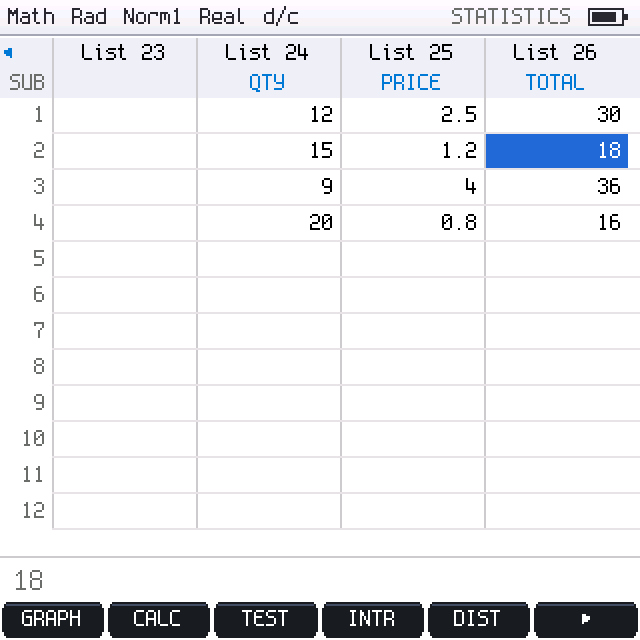 Math Rad Norm1 Real d/c STATISTICS
List 23 List 24 List 25 List 26
SUB QTY PRICE TOTAL
1 12 2.5 30
2 15 1.2 18
3 9 4 36
4 20 0.8 16
5
6
7
8
9
10
11
12
18
GRAPH CALC TEST INTR DIST